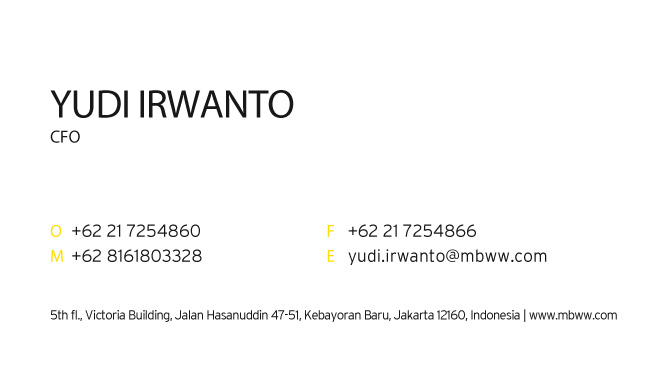 YUDI IRWANTO
CFO
O +62 21 7254860 F +62 21 7254866
M +62 8161803328 E yudi.irwanto@mbww.com
5th fl., Victoria Building, Jalan Hasanuddin 47-51, Kebayoran Baru, Jakarta 12160, Indonesia | www.mbww.com